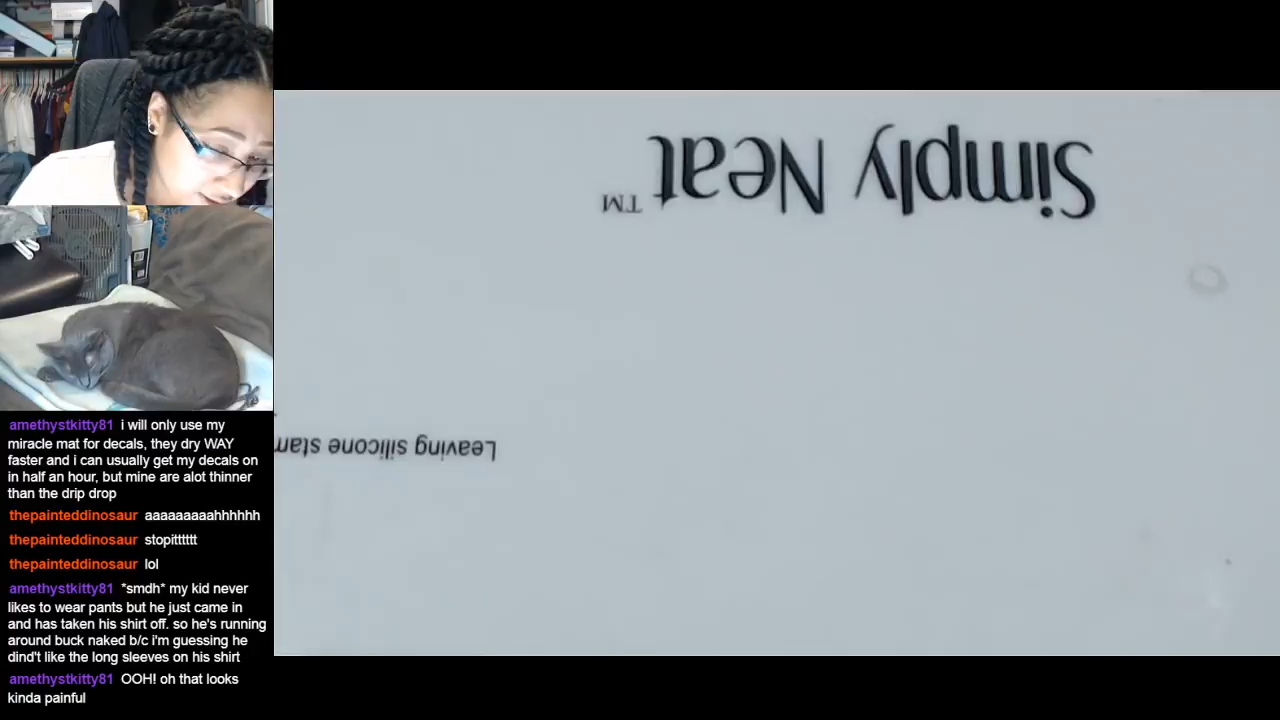 Simply Neat
TM
Leaving silicone
amethystkitty81 i will only use my
miracle mat for decals, they dry WAY
faster and i can usually get my decals on
in half an hour, but mine are alot thinner
than the drip drop
thepainteddinosaur aaaaaaaaahhhhhh
thepainteddinosaur stopitttttt
thepainteddinosaur lol
amethystkitty81 *smdh* my kid never
likes to wear pants but he just came in
and has taken his shirt off. so he's running
around buck naked b/c i'm guessing he
dind't like the long sleeves on his shirt
amethystkitty81 OOH! oh that looks
kinda painful